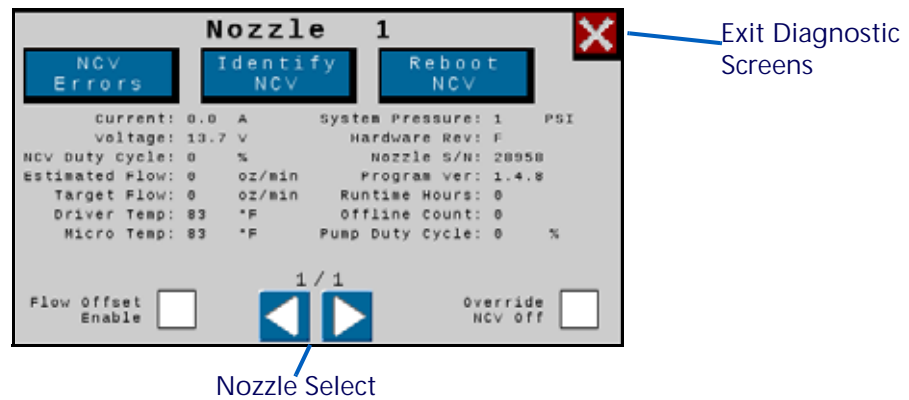 Nozzle 1
NCV Errors
Identify NCV
Reboot NCV
Exit Diagnostic
Screens
Current: 0.0 A
Voltage: 13.7 V
NCV Duty Cycle: 0 %
Estimated Flow: 0 oz/min
Target Flow: 0 oz/min
Driver Temp: 83 °F
Micro Temp: 83 °F
System Pressure: 1 PSI
Hardware Rev: F
Nozzle S/N: 28958
Program Ver: 1.4.8
Runtime Hours: 0
Offline Count: 0
Pump Duty Cycle: 0 %
1/1
Flow Offset
Enable
Override
NCV Off
Nozzle Select